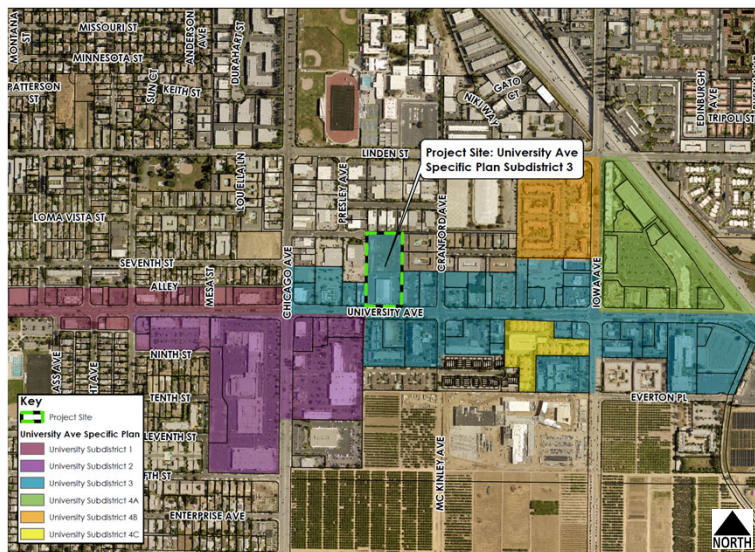 MONTANA ST
MISSOURI ST
MINNESOTA ST
ANDERSON AVE
DURAHART ST
PATTERSON ST
SUN CT
KEITH ST
GATO CT
NIKI WAY
EDINBURGH AVE
TRIPOLI ST
LINDEN ST
Project Site: University Ave
Specific Plan Subdistrict 3
LOU ELLA LN
PRESLEY AVE
CRANFORD AVE
LOMA VISTA ST
SEVENTH ST
ALLEY
MESA ST
CHICAGO AVE
IOWA AVE
UNIVERSITY AVE
NINTH ST
TENTH ST
EVERTON PL
MC KINLEY AVE
ENTERPRISE AVE
Key
Project Site
University Ave Specific Plan
University Subdistrict 1
University Subdistrict 2
University Subdistrict 3
University Subdistrict 4A
University Subdistrict 4B
University Subdistrict 4C
NORTH